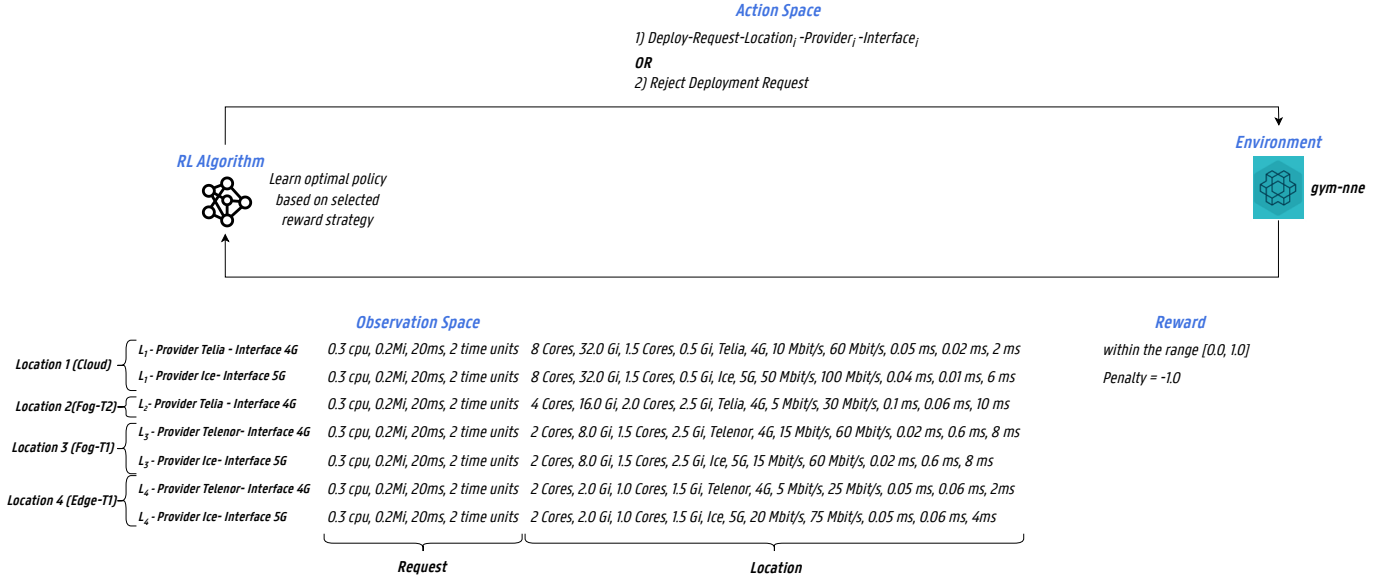 Action Space
1) Deploy-Request-Locationi -Provideri -Interfacei
OR
2) Reject Deployment Request
RL Algorithm
Learn optimal policy
based on selected
reward strategy
Environment
gym-nne
Observation Space
Reward
Location 1 (Cloud)
L1 - Provider Telia - Interface 4G 0.3 cpu, 0.2Mi, 20ms, 2 time units 8 Cores, 32.0 Gi, 1.5 Cores, 0.5 Gi, Telia, 4G, 10 Mbit/s, 60 Mbit/s, 0.05 ms, 0.02 ms, 2 ms
within the range [0.0, 1.0]
L1 - Provider Ice- Interface 5G 0.3 cpu, 0.2Mi, 20ms, 2 time units 8 Cores, 32.0 Gi, 1.5 Cores, 0.5 Gi, Ice, 5G, 50 Mbit/s, 100 Mbit/s, 0.04 ms, 0.01 ms, 6 ms
Penalty = -1.0
Location 2(Fog-T2)
L2- Provider Telia - Interface 4G 0.3 cpu, 0.2Mi, 20ms, 2 time units 4 Cores, 16.0 Gi, 2.0 Cores, 2.5 Gi, Telia, 4G, 5 Mbit/s, 30 Mbit/s, 0.1 ms, 0.06 ms, 10 ms
Location 3 (Fog-T1)
L3 - Provider Telenor- Interface 4G 0.3 cpu, 0.2Mi, 20ms, 2 time units 2 Cores, 8.0 Gi, 1.5 Cores, 2.5 Gi, Telenor, 4G, 15 Mbit/s, 60 Mbit/s, 0.02 ms, 0.6 ms, 8 ms
L3 - Provider Ice- Interface 5G 0.3 cpu, 0.2Mi, 20ms, 2 time units 2 Cores, 8.0 Gi, 1.5 Cores, 2.5 Gi, Ice, 5G, 15 Mbit/s, 60 Mbit/s, 0.02 ms, 0.6 ms, 8 ms
Location 4 (Edge-T1)
L4 - Provider Telenor- Interface 4G 0.3 cpu, 0.2Mi, 20ms, 2 time units 2 Cores, 2.0 Gi, 1.0 Cores, 1.5 Gi, Telenor, 4G, 5 Mbit/s, 25 Mbit/s, 0.05 ms, 0.06 ms, 2ms
L4 - Provider Ice- Interface 5G 0.3 cpu, 0.2Mi, 20ms, 2 time units 2 Cores, 2.0 Gi, 1.0 Cores, 1.5 Gi, Ice, 5G, 20 Mbit/s, 75 Mbit/s, 0.05 ms, 0.06 ms, 4ms
Request
Location